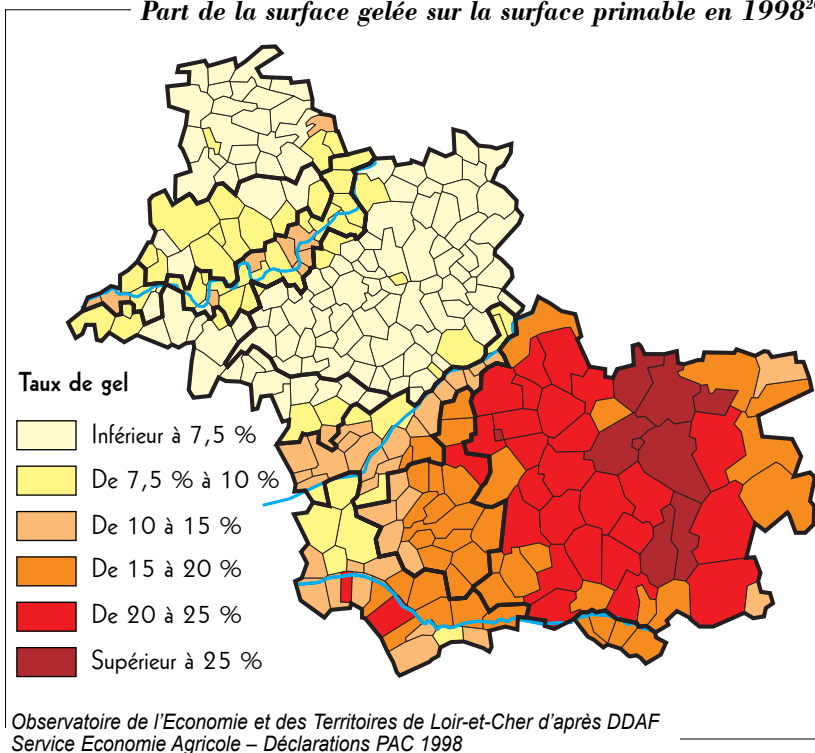 Part de la surface gelée sur la surface primable en 1998
Taux de gel
Inférieur à 7,5 %
De 7,5 % à 10 %
De 10 à 15 %
De 15 à 20 %
De 20 à 25 %
Supérieur à 25 %
Observatoire de l'Economie et des Territoires de Loir-et-Cher d'après DDAF
Service Economie Agricole – Déclarations PAC 1998